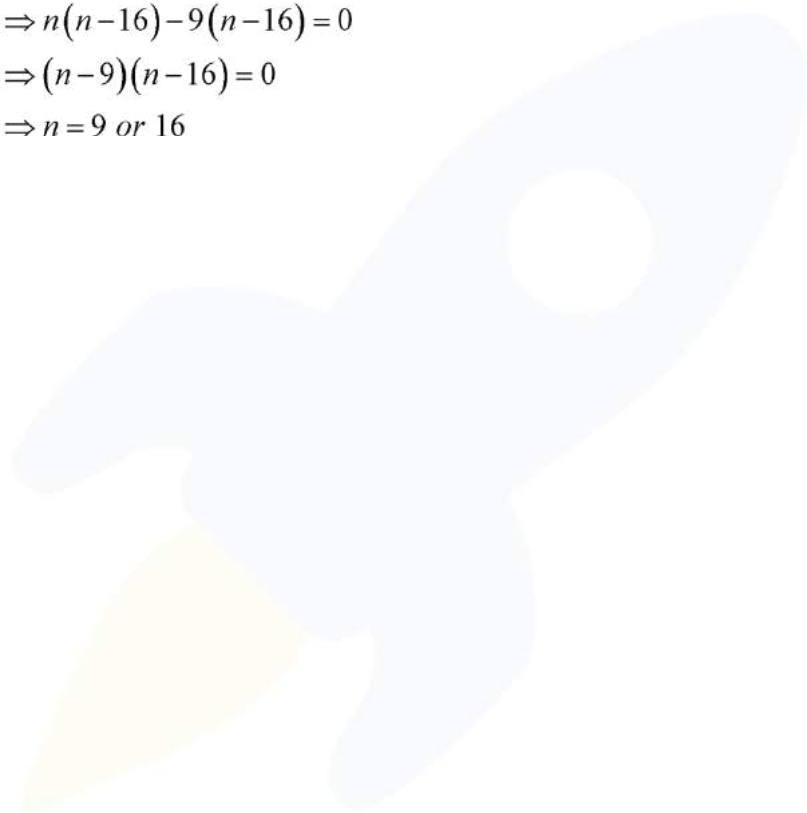 ⇒ n(n−16)−9(n−16) = 0
⇒ (n−9)(n−16) = 0
⇒ n = 9 or 16